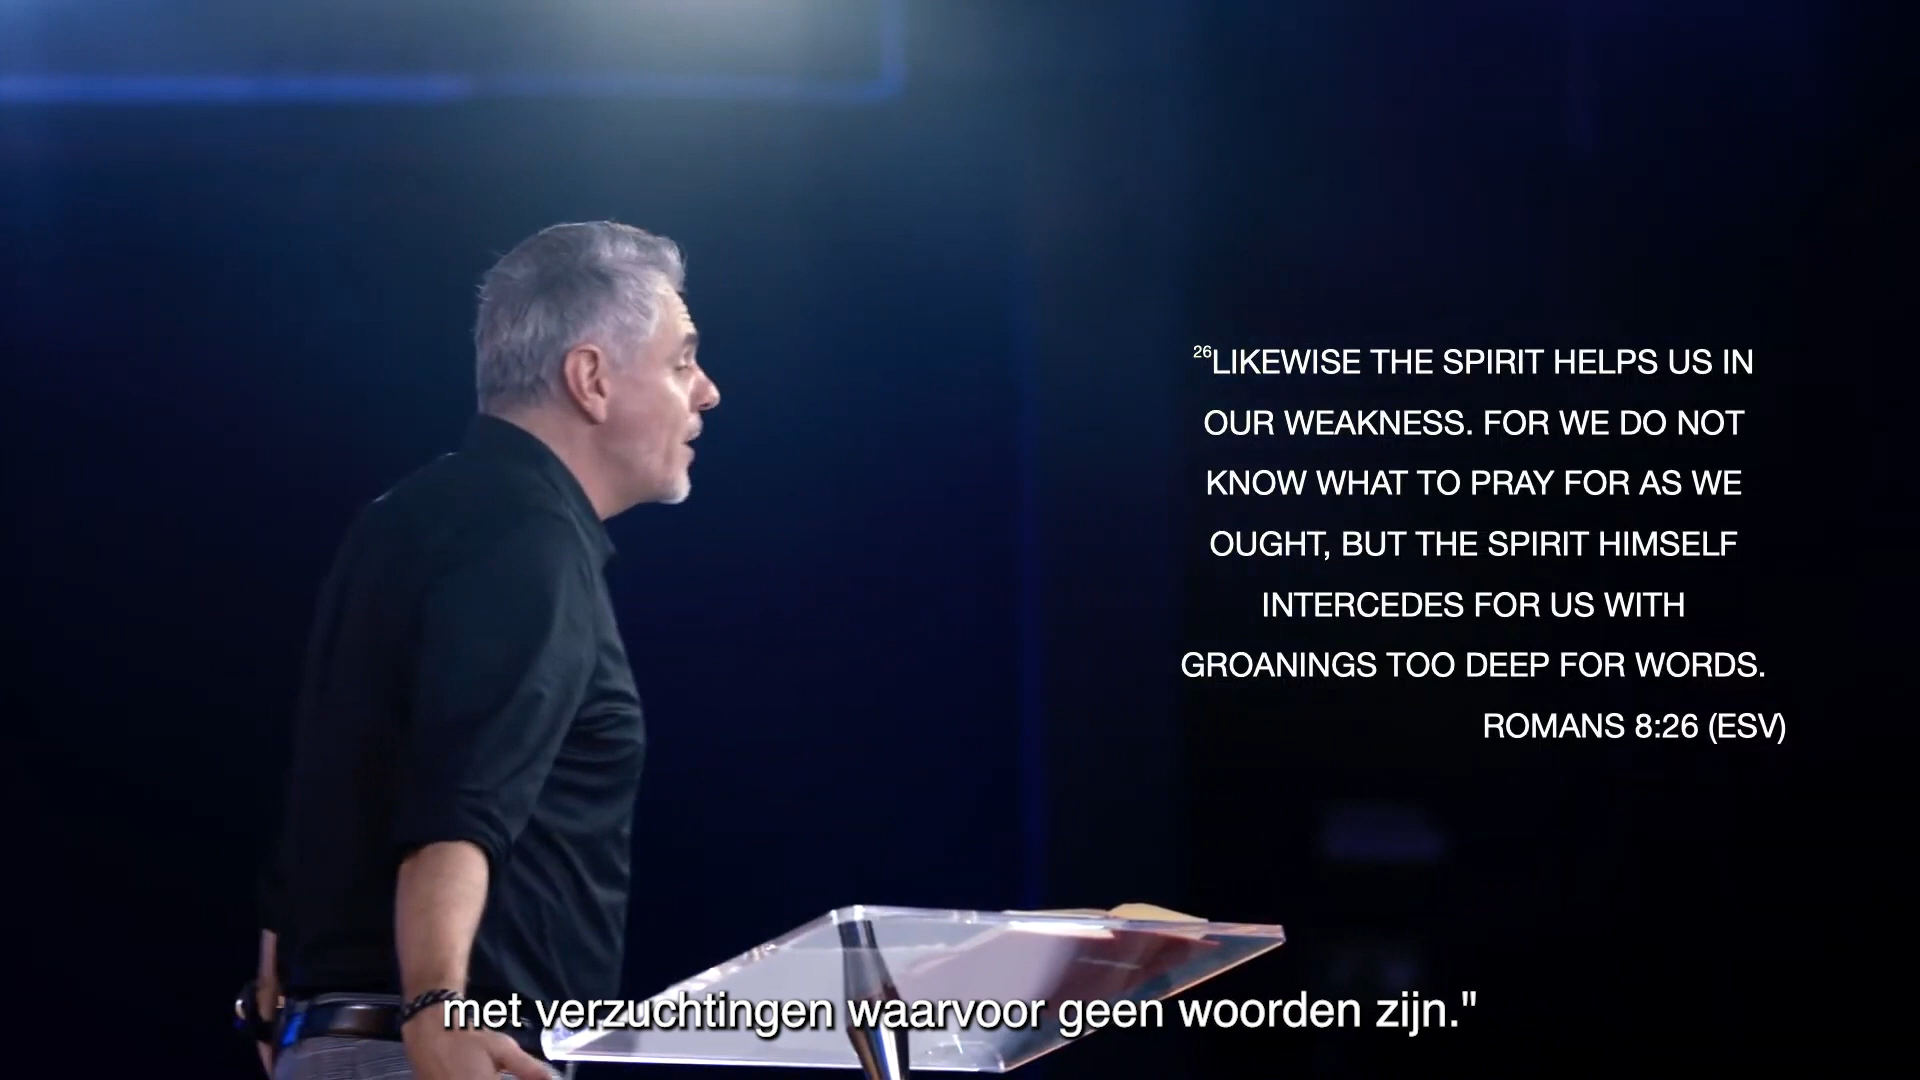 26LIKEWISE THE SPIRIT HELPS US IN
OUR WEAKNESS. FOR WE DO NOT
KNOW WHAT TO PRAY FOR AS WE
OUGHT, BUT THE SPIRIT HIMSELF
INTERCEDES FOR US WITH
GROANINGS TOO DEEP FOR WORDS.
ROMANS 8:26 (ESV)
met verzuchtingen waarvoor geen woorden zijn."